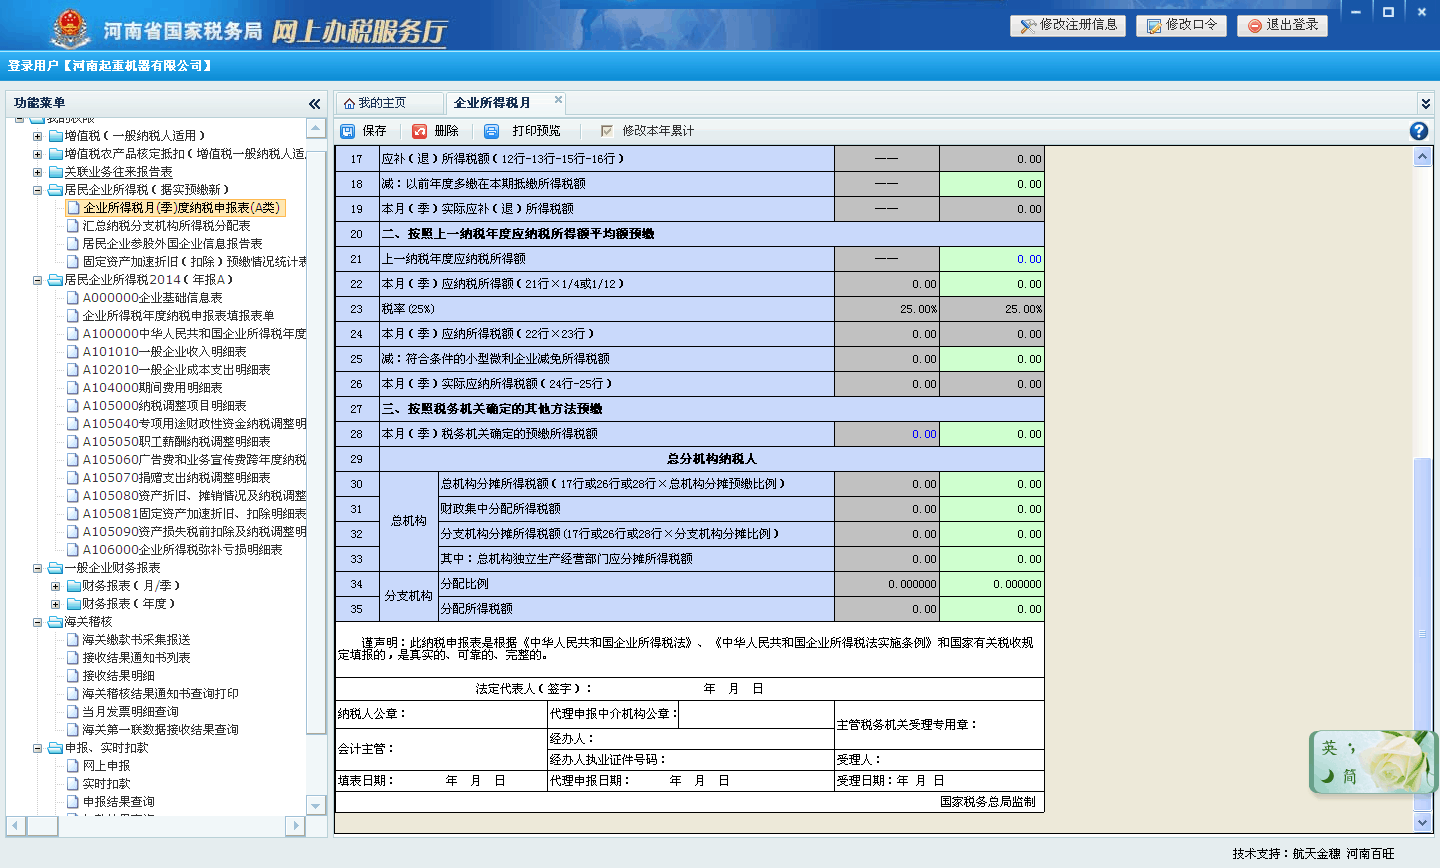 河南省国家税务局 网上办税服务厅
修改注册信息 修改口令 退出登录
登录用户【河南起重机器有限公司】
功能菜单
增值税（一般纳税人适用）
增值税农产品核定抵扣（增值税一般纳税人适
关联业务往来报告表
居民企业所得税（据实预缴新）
企业所得税月(季)度纳税申报表(A类)
汇总纳税分支机构所得税分配表
居民企业参股外国企业信息报告表
固定资产加速折旧（扣除）预缴情况统计表
居民企业所得税2014（年报A）
A000000企业基础信息表
企业所得税年度纳税申报表填报表单
A100000中华人民共和国企业所得税年度
A101010一般企业收入明细表
A102010一般企业成本支出明细表
A104000期间费用明细表
A105000纳税调整项目明细表
A105040专项用途财政性资金纳税调整明
A105050职工薪酬纳税调整明细表
A105060广告费和业务宣传费跨年度纳税
A105070捐赠支出纳税调整明细表
A105080资产折旧、摊销情况及纳税调整
A105081固定资产加速折旧、扣除明细表
A105090资产损失税前扣除及纳税调整明
A106000企业所得税弥补亏损明细表
一般企业财务报表
财务报表（月/季）
财务报表（年度）
海关稽核
海关缴款书采集报送
接收结果通知书列表
接收结果明细
海关稽核结果通知书查询打印
当月发票明细查询
海关第一联数据接收结果查询
申报、实时扣款
网上申报
实时扣款
申报结果查询
我的主页 企业所得税月
保存 删除 打印预览 修改本年累计
17 应补（退）所得税额（12行-13行-15行-16行） —— 0.00
18 减：以前年度多缴在本期抵缴所得税额 —— 0.00
19 本月（季）实际应补（退）所得税额 —— 0.00
20 二、按照上一纳税年度应纳税所得额平均额预缴
21 上一纳税年度应纳税所得额 —— 0.00
22 本月（季）应纳税所得额（21行×1/4或1/12） 0.00 0.00
23 税率(25%) 25.00% 25.00%
24 本月（季）应纳所得税额（22行×23行） 0.00 0.00
25 减：符合条件的小型微利企业减免所得税额 0.00 0.00
26 本月（季）实际应纳所得税额（24行-25行） 0.00 0.00
27 三、按照税务机关确定的其他方法预缴
28 本月（季）税务机关确定的预缴所得税额 0.00 0.00
29 总分机构纳税人
30 总机构分摊所得税额（17行或26行或28行×总机构分摊预缴比例） 0.00 0.00
31 财政集中分配所得税额 0.00 0.00
总机构
32 分支机构分摊所得税额(17行或26行或28行×分支机构分摊比例） 0.00 0.00
33 其中：总机构独立生产经营部门应分摊所得税额 0.00 0.00
34 分配比例 0.000000 0.000000
分支机构
35 分配所得税额 0.00 0.00
谨声明：此纳税申报表是根据《中华人民共和国企业所得税法》、《中华人民共和国企业所得税法实施条例》和国家有关税收规
定填报的，是真实的、可靠的、完整的。
法定代表人（签字）： 年 月 日
纳税人公章： 代理申报中介机构公章： 主管税务机关受理专用章：
会计主管： 经办人：
经办人执业证件号码： 受理人：
填表日期： 年 月 日 代理申报日期： 年 月 日 受理日期：年 月 日
国家税务总局监制
英 ；
简
技术支持：航天金穗 河南百旺